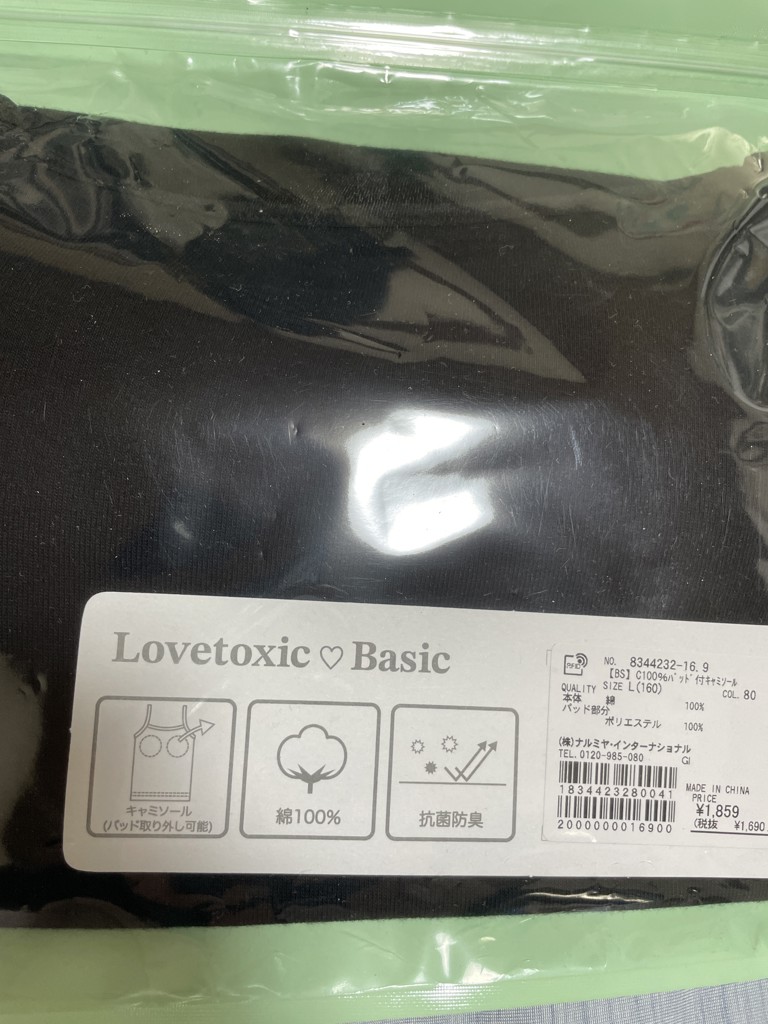 Lovetoxic ♡ Basic
キャミソール
(パッド取り外し可能)
綿100%
抗菌防臭
RFID
NO. 8344232-16.9
【BS】C100%パッド付キャミソール
QUALITY SIZE L(160) COL. 80
本体 綿 100%
パッド部分
ポリエステル 100%
(株)ナルミヤ・インターナショナル
TEL. 0120-985-080 GI
1834423280041
2000000016900
MADE IN CHINA
PRICE
¥1,859
(税抜 ¥1,690